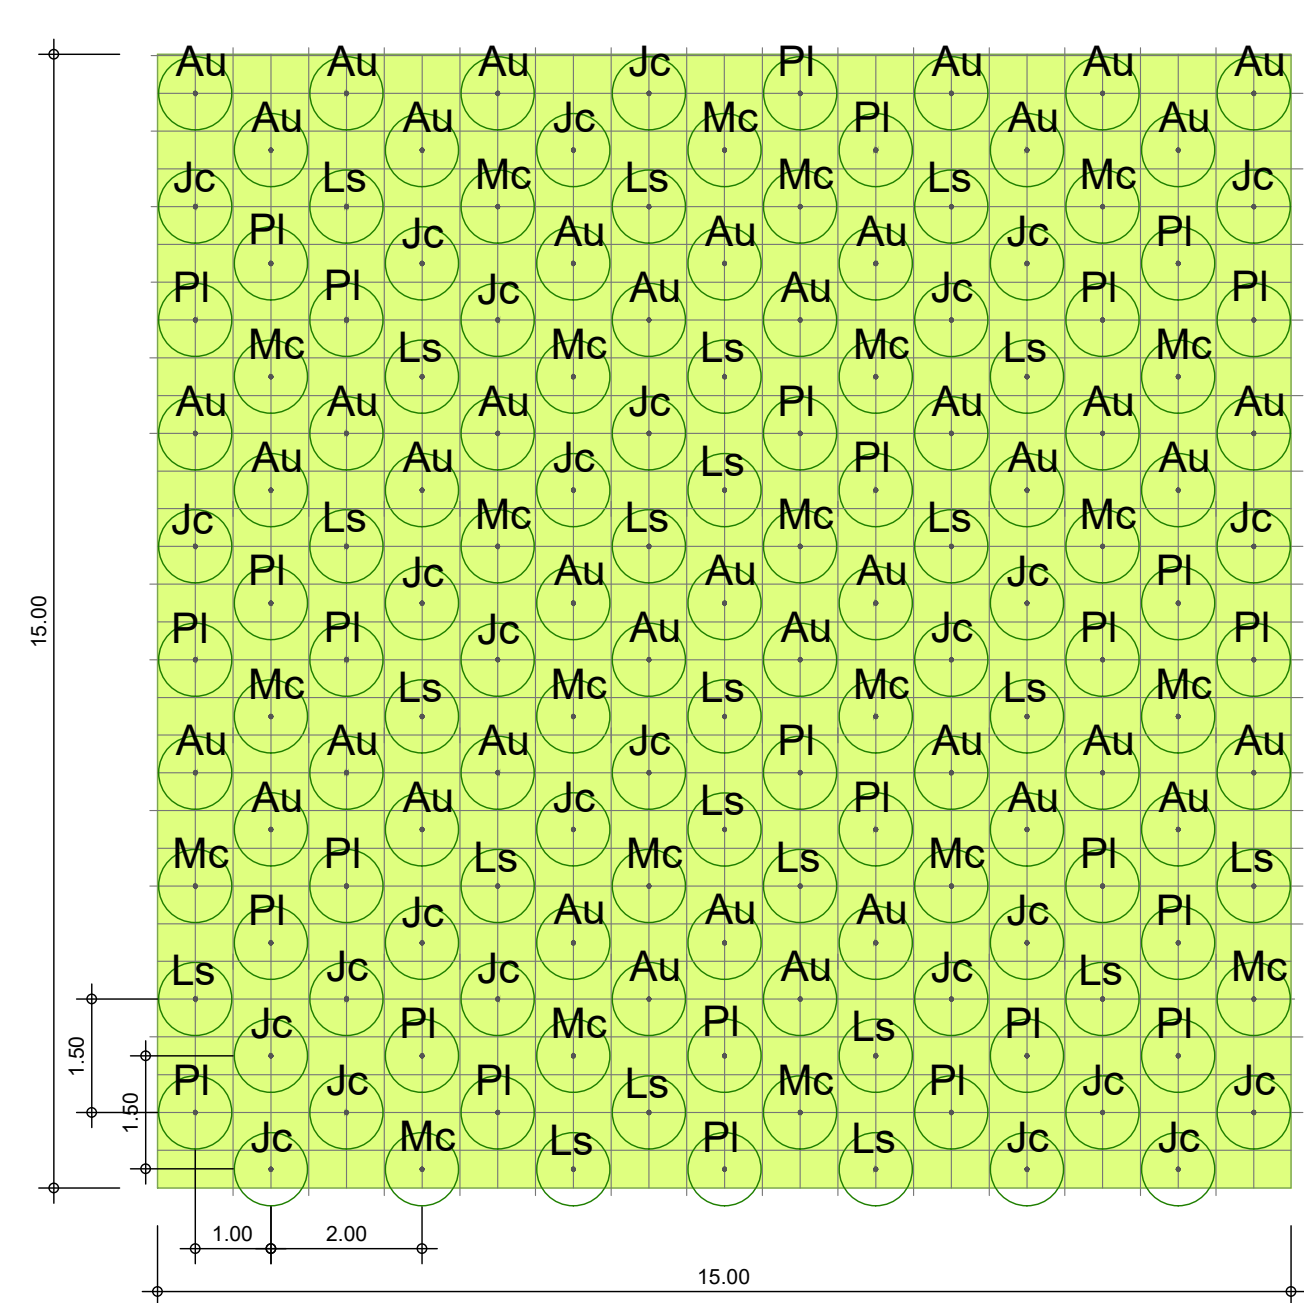 Au Au Au Jc Pl Au Au Au
Au Au Jc Mc Pl Au Au
Jc Ls Mc Ls Mc Ls Mc Jc
Pl Jc Au Au Au Jc Pl
Pl Pl Jc Au Au Jc Pl Pl
Mc Ls Mc Ls Mc Ls Mc
Au Au Au Jc Pl Au Au Au
Au Au Jc Ls Pl Au Au
Jc Ls Mc Ls Mc Ls Mc Jc
Pl Jc Au Au Au Jc Pl
15.00
Pl Pl Jc Au Au Jc Pl Pl
Mc Ls Mc Ls Mc Ls Mc
Au Au Au Jc Pl Au Au Au
Au Au Jc Ls Pl Au Au
Mc Pl Ls Mc Ls Mc Pl Ls
Pl Jc Au Au Au Jc Pl
Ls Jc Jc Au Au Jc Ls Mc
Jc Pl Mc Pl Ls Pl Pl
1.50
Pl Jc Pl Ls Mc Pl Jc Jc
1.50
Jc Mc Ls Pl Ls Jc Jc
1.00 2.00
15.00